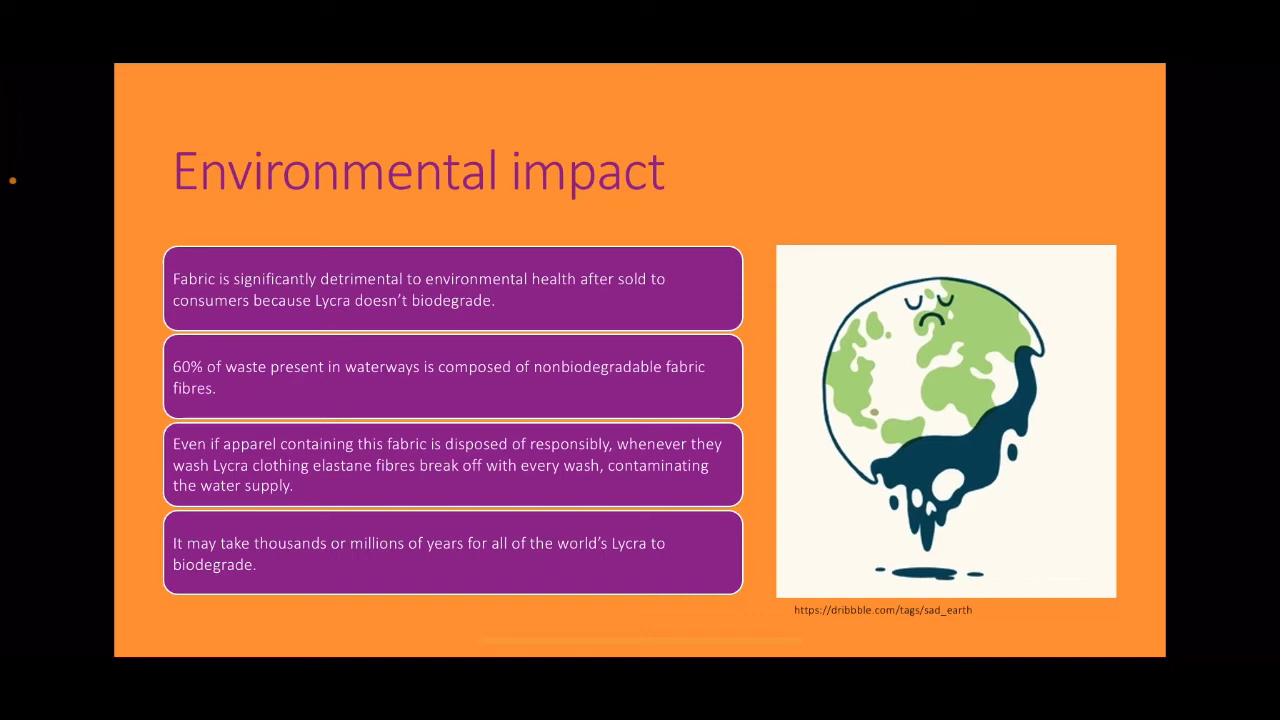 Environmental impact
Fabric is significantly detrimental to environmental health after sold to
consumers because Lycra doesn’t biodegrade.
60% of waste present in waterways is composed of nonbiodegradable fabric
fibres.
Even if apparel containing this fabric is disposed of responsibly, whenever they
wash Lycra clothing elastane fibres break off with every wash, contaminating
the water supply.
It may take thousands or millions of years for all of the world’s Lycra to
biodegrade.
https://dribbble.com/tags/sad_earth